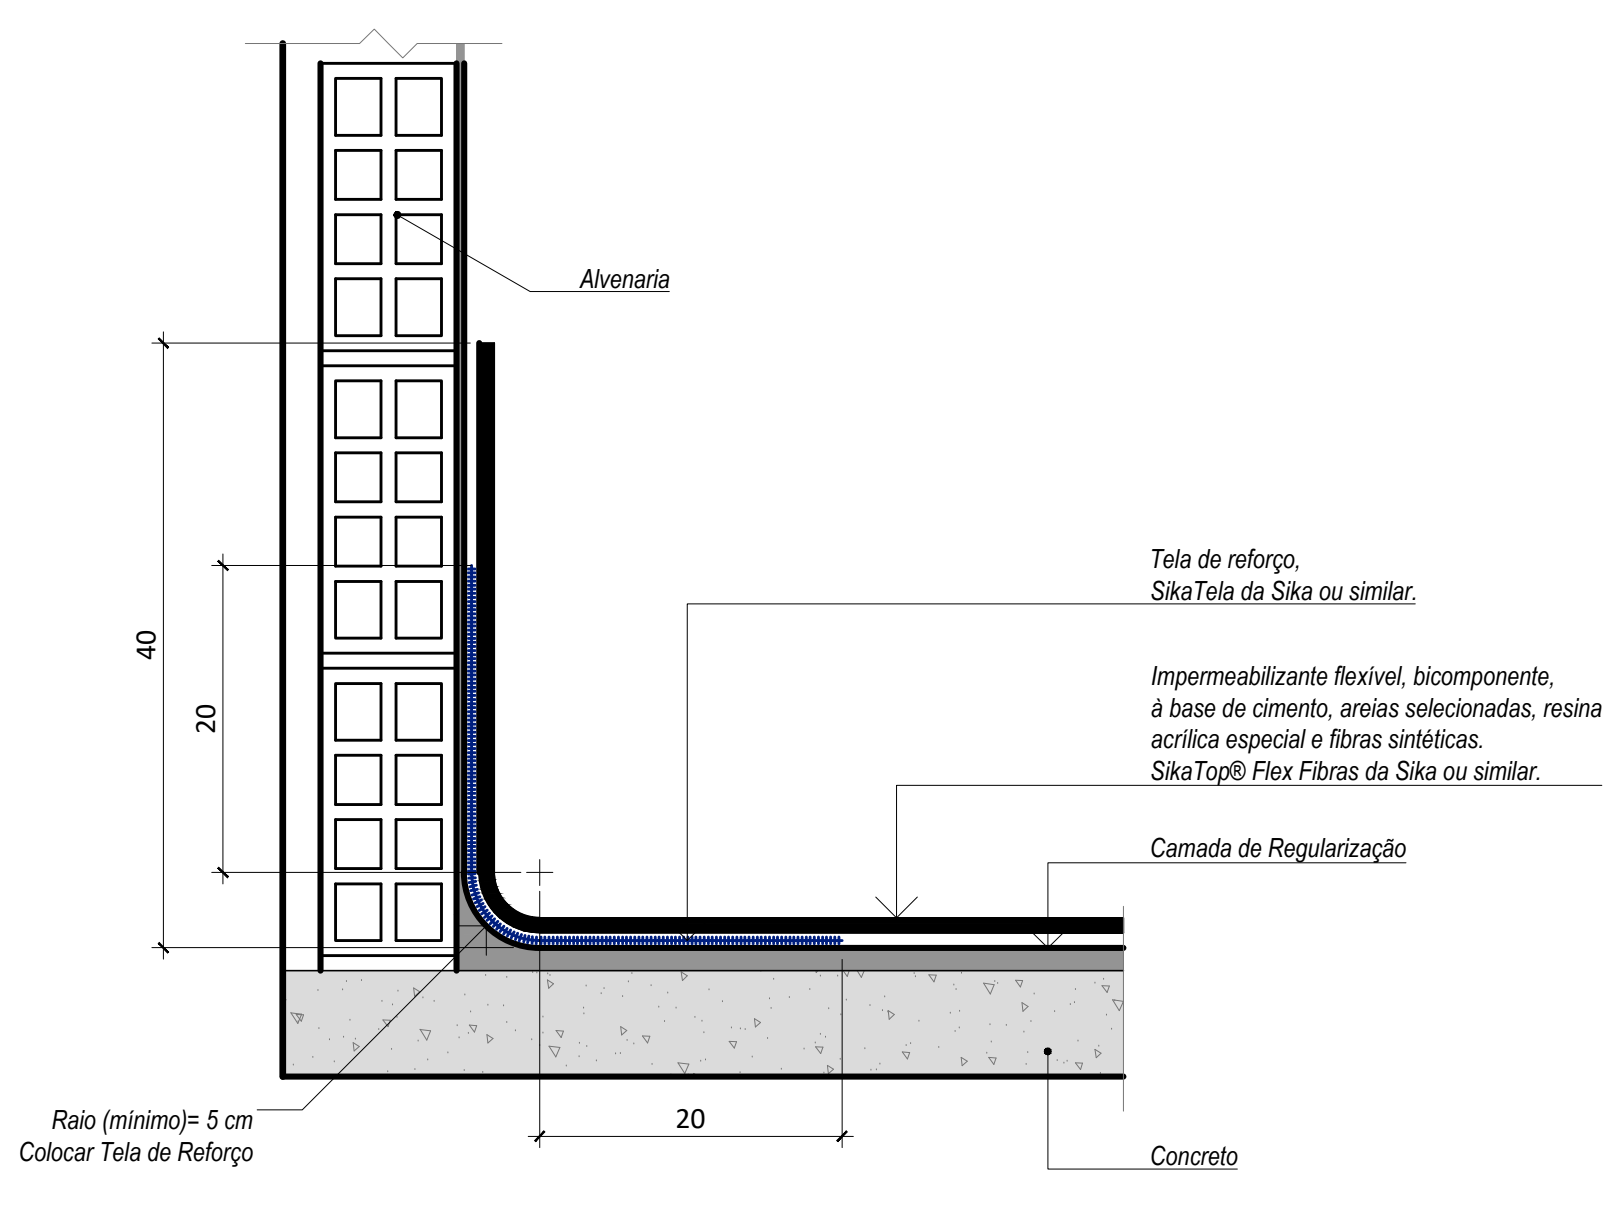 Alvenaria
40
20
Tela de reforço,
SikaTela da Sika ou similar.
Impermeabilizante flexível, bicomponente,
à base de cimento, areias selecionadas, resina
acrílica especial e fibras sintéticas.
SikaTop® Flex Fibras da Sika ou similar.
Camada de Regularização
Raio (mínimo)= 5 cm
Colocar Tela de Reforço
20
Concreto